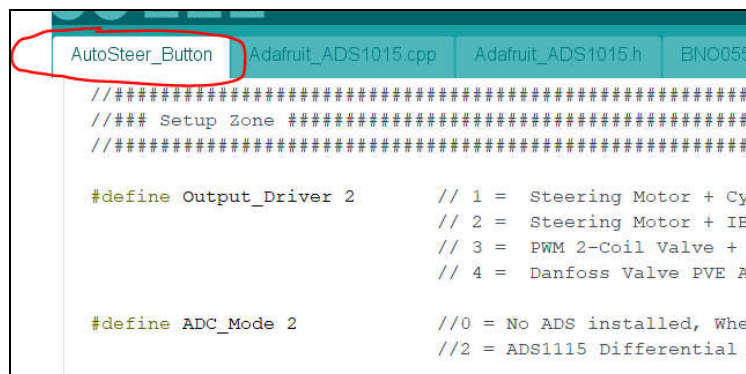 AutoSteer_Button Adafruit_ADS1015.cpp Adafruit_ADS1015.h BNO055
//########################################################
//### Setup Zone #########################################
//########################################################
#define Output_Driver 2 // 1 = Steering Motor + Cy
// 2 = Steering Motor + IB
// 3 = PWM 2-Coil Valve +
// 4 = Danfoss Valve PVE A
#define ADC_Mode 2 //0 = No ADS installed, Whe
//2 = ADS1115 Differential